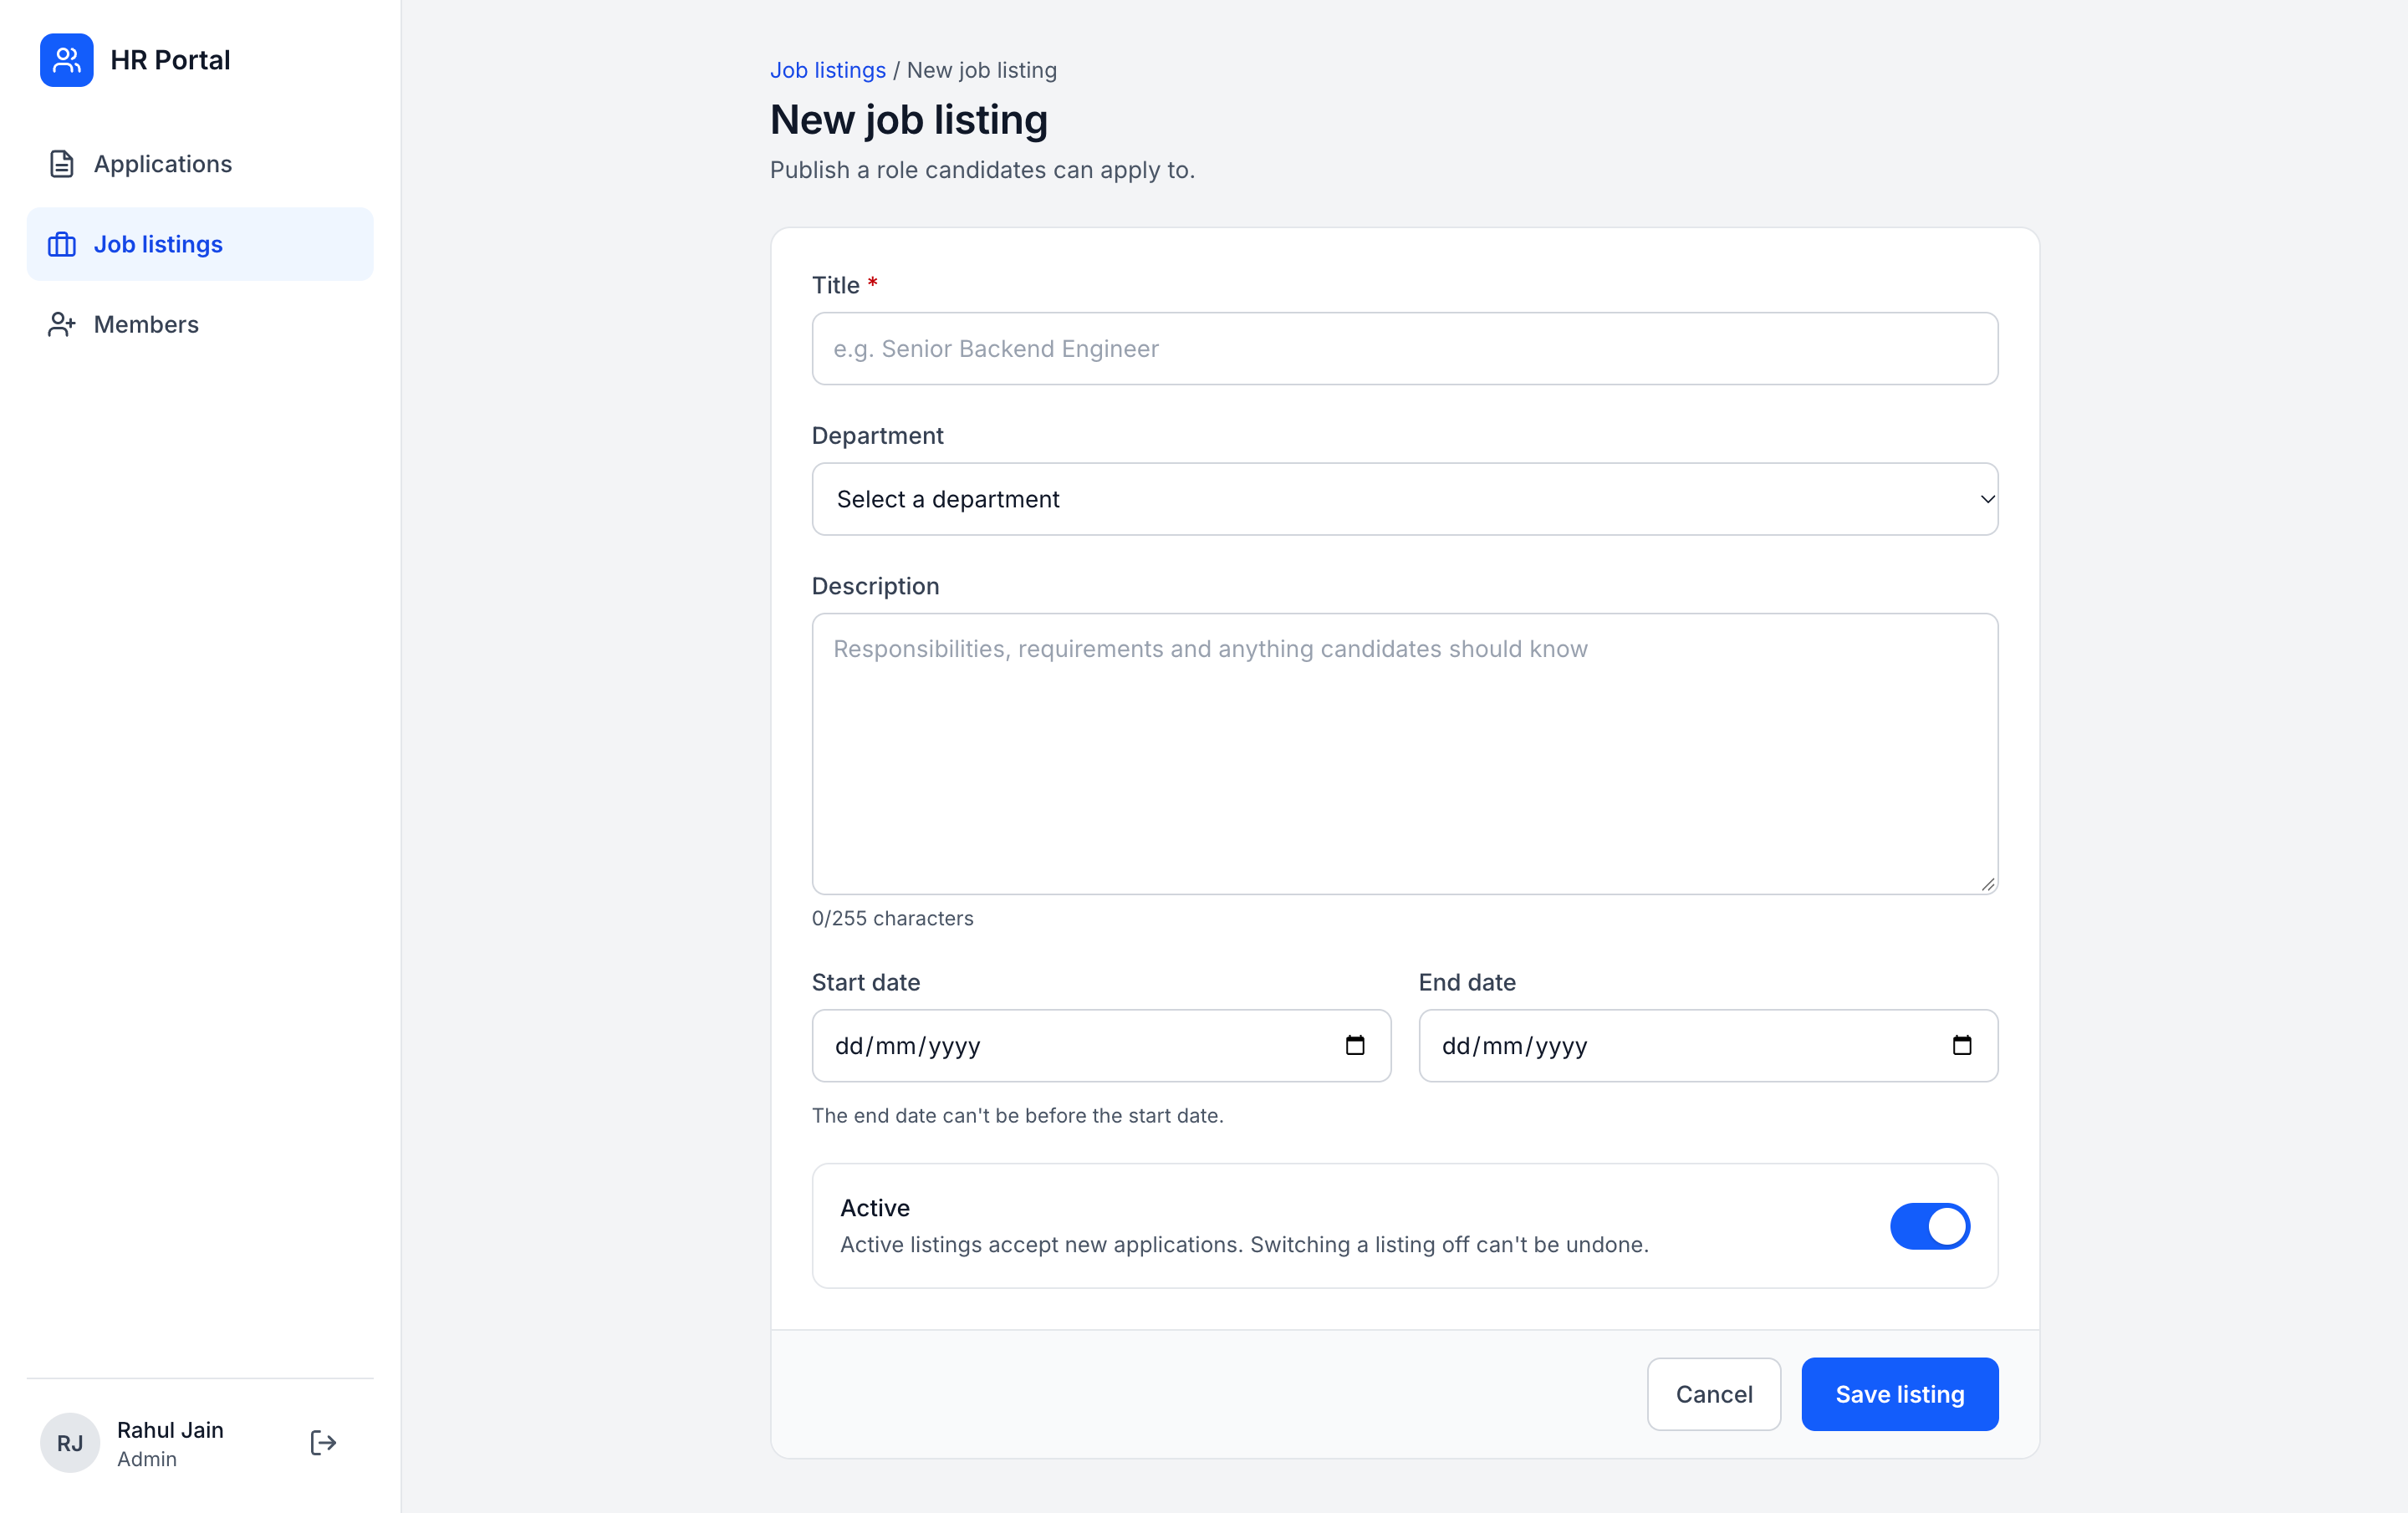 HR Portal
Applications
Job listings
Members
RJ
Rahul Jain
Admin
Job listings / New job listing
New job listing
Publish a role candidates can apply to.
Title *
e.g. Senior Backend Engineer
Department
Select a department
Description
Responsibilities, requirements and anything candidates should know
0/255 characters
Start date
End date
dd/mm/yyyy
dd/mm/yyyy
The end date can't be before the start date.
Active
Active listings accept new applications. Switching a listing off can't be undone.
Cancel
Save listing